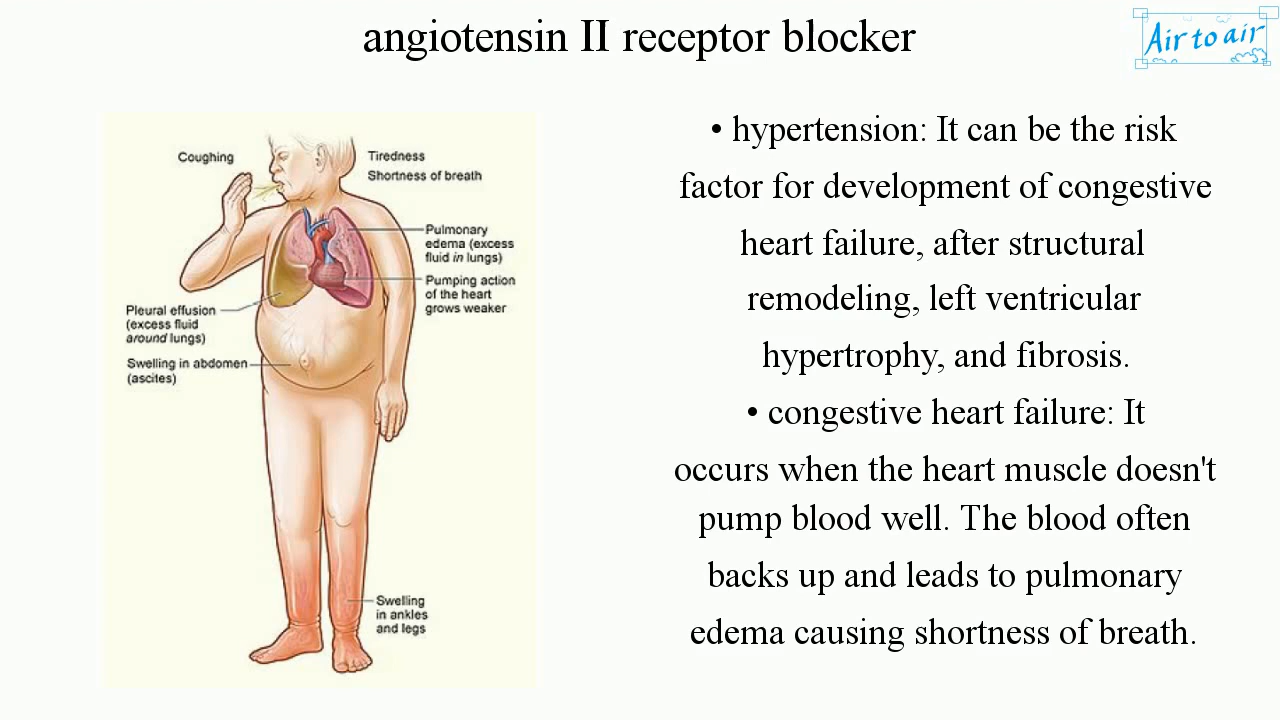 angiotensin II receptor blocker
Air to air
Coughing
Tiredness
Shortness of breath
Pulmonary
edema (excess
fluid in lungs)
Pumping action
of the heart
grows weaker
Pleural effusion
(excess fluid
around lungs)
Swelling in abdomen
(ascites)
Swelling
in ankles
and legs
• hypertension: It can be the risk
factor for development of congestive
heart failure, after structural
remodeling, left ventricular
hypertrophy, and fibrosis.
• congestive heart failure: It
occurs when the heart muscle doesn't
pump blood well. The blood often
backs up and leads to pulmonary
edema causing shortness of breath.